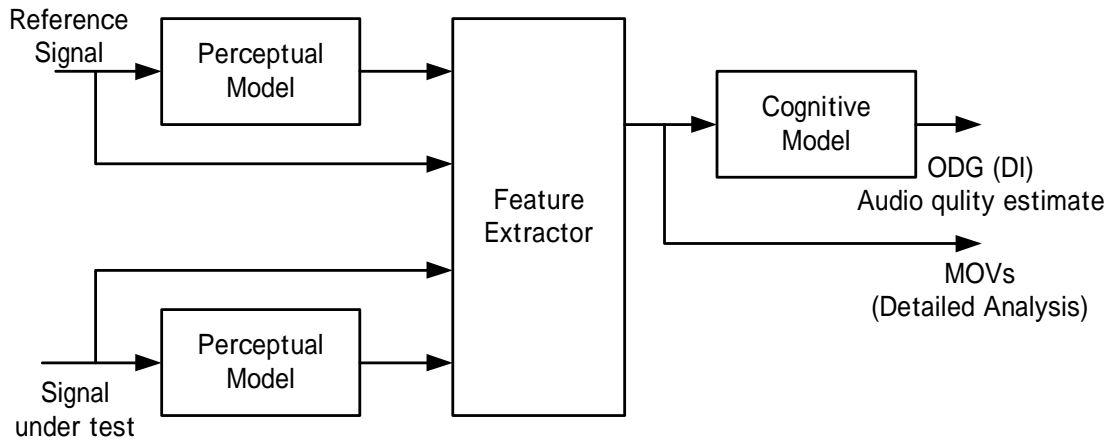 Reference
Signal
Perceptual
Model
Feature
Extractor
Cognitive
Model
ODG (DI)
Audio qulity estimate
MOVs
(Detailed Analysis)
Perceptual
Model
Signal
under test